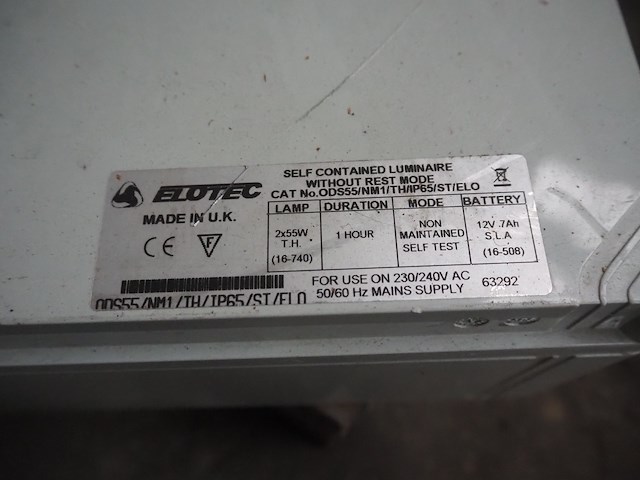 ELOTEC
MADE IN U.K.
CE F
SELF CONTAINED LUMINAIRE
WITHOUT REST MODE
CAT No.ODS55/NM1/TH/IP65/ST/ELO
LAMP DURATION MODE BATTERY
2x55W
T.H.
(16-740)
1 HOUR
NON
MAINTAINED
SELF TEST
12V 7Ah
S.L.A
(16-508)
FOR USE ON 230/240V AC
50/60 Hz MAINS SUPPLY
63292
ODS55/NM1/TH/IP65/ST/ELO